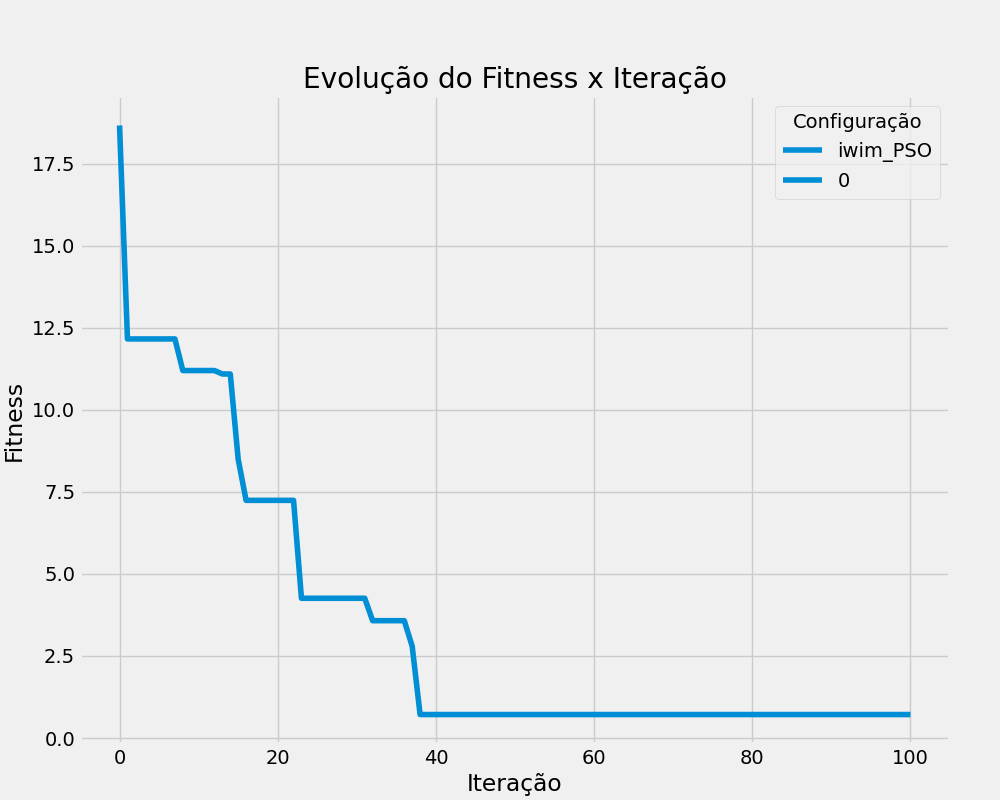 Evolução do Fitness x Iteração
Configuração
iwim_PSO
0
Fitness
17.5
15.0
12.5
10.0
7.5
5.0
2.5
0.0
0 20 40 60 80 100
Iteração